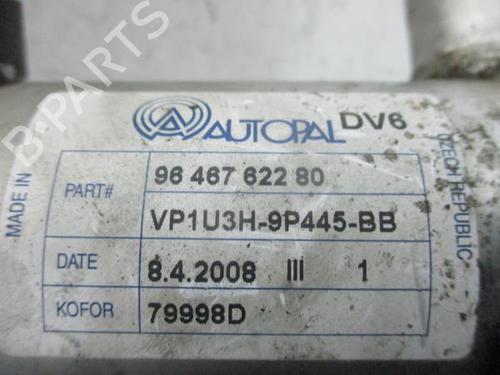 AUTOPAL DV6
MADE IN
CZECH REPUBLIC
PART# 96 467 622 80
VP1U3H-9P445-BB
DATE 8.4.2008 III 1
KOFOR 79998D
B-PARTS